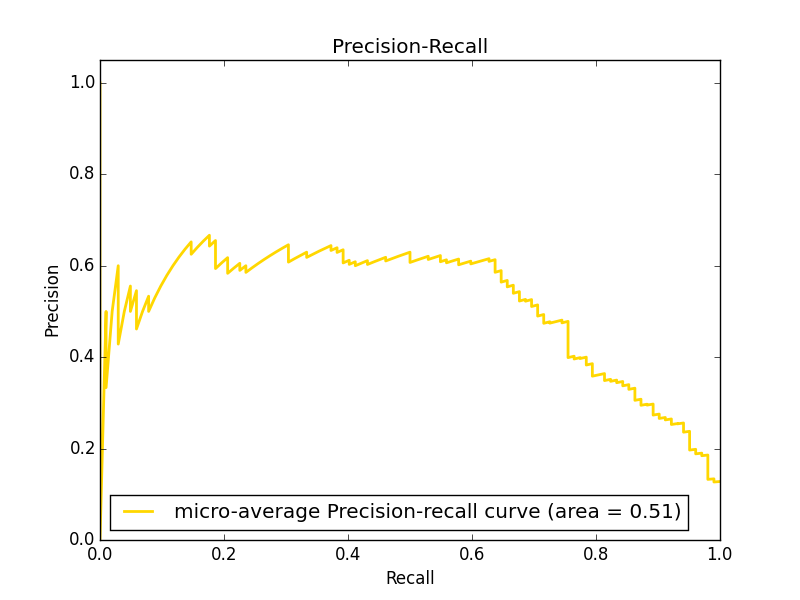 Precision-Recall
1.0
0.8
0.6
0.4
0.2
0.0
Precision
micro-average Precision-recall curve (area = 0.51)
0.0 0.2 0.4 0.6 0.8 1.0
Recall